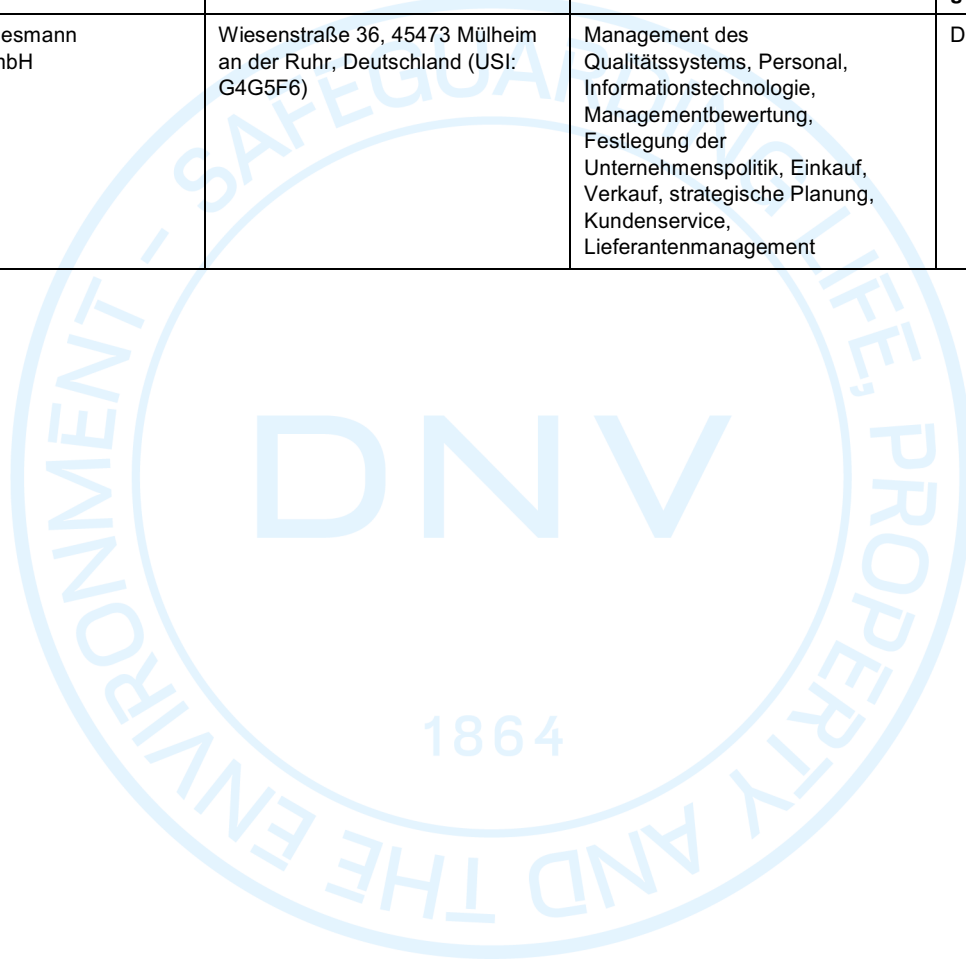 esmann
bH
Wiesenstraße 36, 45473 Mülheim
an der Ruhr, Deutschland (USI:
G4G5F6)
Management des
Qualitätssystems, Personal,
Informationstechnologie,
Managementbewertung,
Festlegung der
Unternehmenspolitik, Einkauf,
Verkauf, strategische Planung,
Kundenservice,
Lieferantenmanagement
D
SAFEGUARDING LIFE, PROPERTY AND THE ENVIRONMENT -
DNV
1864